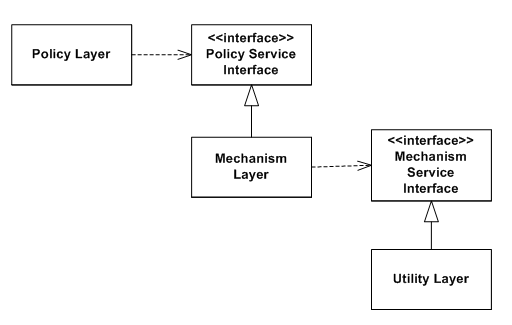 Policy Layer
<<interface>>
Policy Service
Interface
Mechanism
Layer
<<interface>>
Mechanism
Service
Interface
Utility Layer